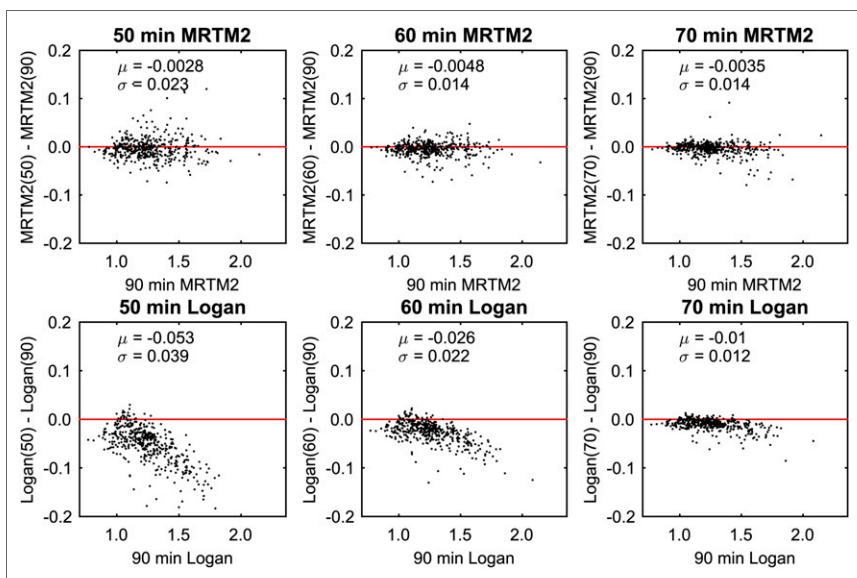 50 min MRTM2
60 min MRTM2
70 min MRTM2
μ = -0.0028
σ = 0.023
μ = -0.0048
σ = 0.014
μ = -0.0035
σ = 0.014
0.2
0.1
0.0
-0.1
-0.2
MRTM2(50) - MRTM2(90)
1.0 1.5 2.0
90 min MRTM2
0.2
0.1
0.0
-0.1
-0.2
MRTM2(60) - MRTM2(90)
1.0 1.5 2.0
90 min MRTM2
0.2
0.1
0.0
-0.1
-0.2
MRTM2(70) - MRTM2(90)
1.0 1.5 2.0
90 min MRTM2
50 min Logan
60 min Logan
70 min Logan
μ = -0.053
σ = 0.039
μ = -0.026
σ = 0.022
μ = -0.01
σ = 0.012
0.2
0.1
0.0
-0.1
-0.2
Logan(50) - Logan(90)
1.0 1.5 2.0
90 min Logan
0.2
0.1
0.0
-0.1
-0.2
Logan(60) - Logan(90)
1.0 1.5 2.0
90 min Logan
0.2
0.1
0.0
-0.1
-0.2
Logan(70) - Logan(90)
1.0 1.5 2.0
90 min Logan